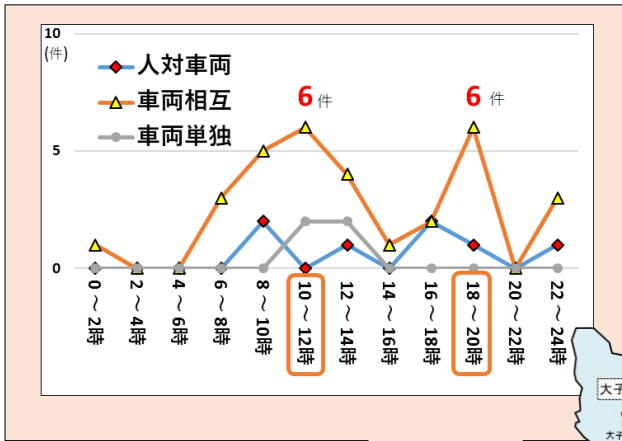 10
(件)
人対車両
車両相互
車両単独
6 件
6 件
5
0
0～2時
2～4時
4～6時
6～8時
8～10時
10～12時
12～14時
14～16時
16～18時
18～20時
20～22時
22～24時
大子
大子